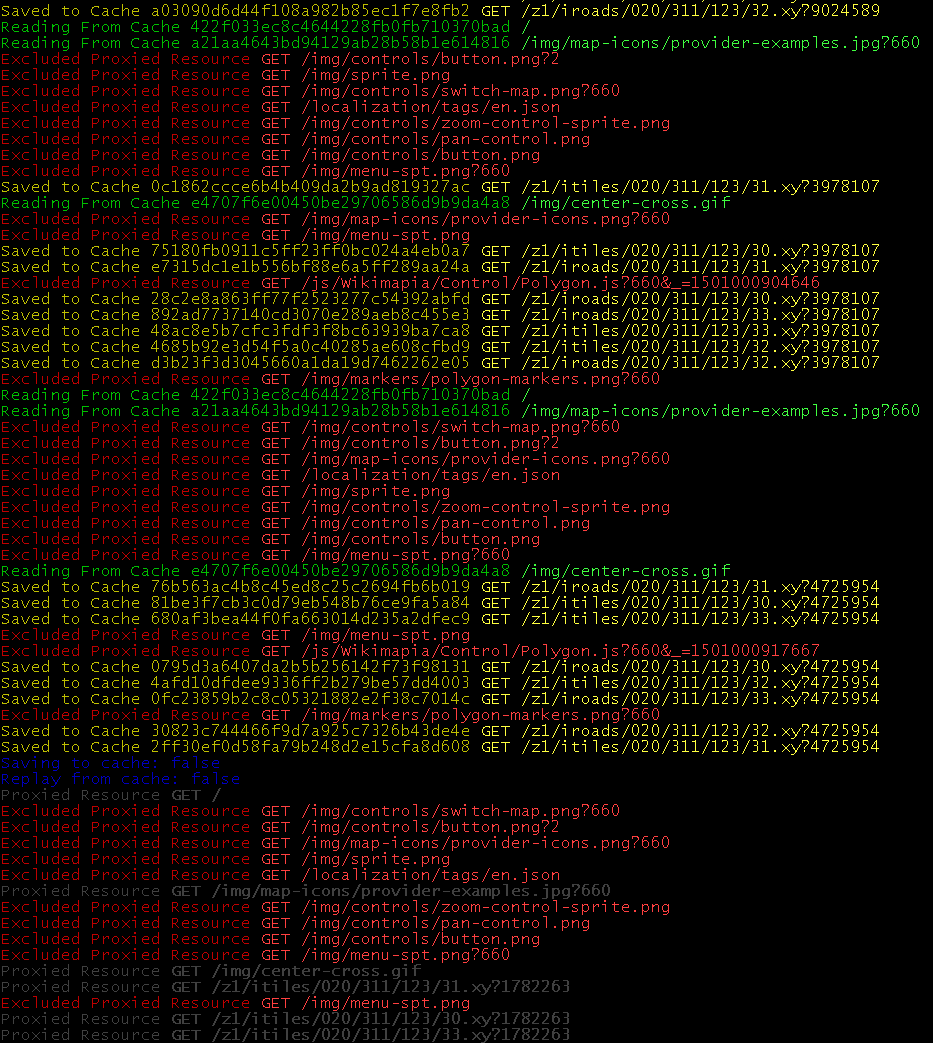 Saved to Cache a03090d6d44f108a982b85ec1f7e8fb2 GET /z1/iroads/020/311/123/32.xy?9024589
Reading From Cache 422f033ec8c4644228fb0fb710370bad /
Reading From Cache a21aa4643bd94129ab28b58b1e614816 /img/map-icons/provider-examples.jpg?660
Excluded Proxied Resource GET /img/controls/button.png?2
Excluded Proxied Resource GET /img/sprite.png
Excluded Proxied Resource GET /img/controls/switch-map.png?660
Excluded Proxied Resource GET /localization/tags/en.json
Excluded Proxied Resource GET /img/controls/zoom-control-sprite.png
Excluded Proxied Resource GET /img/controls/pan-control.png
Excluded Proxied Resource GET /img/controls/button.png
Excluded Proxied Resource GET /img/menu-spt.png?660
Saved to Cache 0c1862ccce6b4b409da2b9ad819327ac GET /z1/itiles/020/311/123/31.xy?3978107
Reading From Cache e4707f6e00450be29706586d9b9da4a8 /img/center-cross.gif
Excluded Proxied Resource GET /img/map-icons/provider-icons.png?660
Excluded Proxied Resource GET /img/menu-spt.png
Saved to Cache 75180fb0911c5ff23ff0bc024a4eb0a7 GET /z1/itiles/020/311/123/30.xy?3978107
Saved to Cache e7315dc1e1b556bf88e6a5ff289aa24a GET /z1/iroads/020/311/123/31.xy?3978107
Excluded Proxied Resource GET /js/Wikimapia/Control/Polygon.js?660&_=1501000904646
Saved to Cache 28c2e8a863ff77f2523277c54392abfd GET /z1/iroads/020/311/123/30.xy?3978107
Saved to Cache 892ad7737140cd3070e289aeb8c455e3 GET /z1/iroads/020/311/123/33.xy?3978107
Saved to Cache 48ac8e5b7cfc3fdf3f8bc63939ba7ca8 GET /z1/itiles/020/311/123/33.xy?3978107
Saved to Cache 4685b92e3d54f5a0c40285ae608cfbd9 GET /z1/itiles/020/311/123/32.xy?3978107
Saved to Cache d3b23f3d3045660a1da19d7462262e05 GET /z1/iroads/020/311/123/32.xy?3978107
Excluded Proxied Resource GET /img/markers/polygon-markers.png?660
Reading From Cache 422f033ec8c4644228fb0fb710370bad /
Reading From Cache a21aa4643bd94129ab28b58b1e614816 /img/map-icons/provider-examples.jpg?660
Excluded Proxied Resource GET /img/controls/switch-map.png?660
Excluded Proxied Resource GET /img/controls/button.png?2
Excluded Proxied Resource GET /img/map-icons/provider-icons.png?660
Excluded Proxied Resource GET /localization/tags/en.json
Excluded Proxied Resource GET /img/sprite.png
Excluded Proxied Resource GET /img/controls/zoom-control-sprite.png
Excluded Proxied Resource GET /img/controls/pan-control.png
Excluded Proxied Resource GET /img/controls/button.png
Excluded Proxied Resource GET /img/menu-spt.png?660
Reading From Cache e4707f6e00450be29706586d9b9da4a8 /img/center-cross.gif
Saved to Cache 76b563ac4b8c45ed8c25c2694fb6b019 GET /z1/itiles/020/311/123/31.xy?4725954
Saved to Cache 81be3f7cb3c0d79eb548b76ce9fa5a84 GET /z1/itiles/020/311/123/30.xy?4725954
Saved to Cache 680af3bea44f0fa663014d235a2dfec9 GET /z1/itiles/020/311/123/33.xy?4725954
Excluded Proxied Resource GET /img/menu-spt.png
Excluded Proxied Resource GET /js/Wikimapia/Control/Polygon.js?660&_=1501000917667
Saved to Cache 0795d3a6407da2b5b256142f73f98131 GET /z1/iroads/020/311/123/30.xy?4725954
Saved to Cache 4afd10dfdee9336ff2b279be57dd4003 GET /z1/itiles/020/311/123/32.xy?4725954
Saved to Cache 0fc23859b2c8c05321882e2f38c7014c GET /z1/iroads/020/311/123/33.xy?4725954
Excluded Proxied Resource GET /img/markers/polygon-markers.png?660
Saved to Cache 30823c744466f9d7a925c7326b43de4e GET /z1/iroads/020/311/123/32.xy?4725954
Saved to Cache 2ff30ef0d58fa79b248d2e15cfa8d608 GET /z1/iroads/020/311/123/31.xy?4725954
Saving to cache: false
Replay from cache: false
Proxied Resource GET /
Excluded Proxied Resource GET /img/controls/switch-map.png?660
Excluded Proxied Resource GET /img/controls/button.png?2
Excluded Proxied Resource GET /img/map-icons/provider-icons.png?660
Excluded Proxied Resource GET /img/sprite.png
Excluded Proxied Resource GET /localization/tags/en.json
Proxied Resource GET /img/map-icons/provider-examples.jpg?660
Excluded Proxied Resource GET /img/controls/zoom-control-sprite.png
Excluded Proxied Resource GET /img/controls/pan-control.png
Excluded Proxied Resource GET /img/controls/button.png
Excluded Proxied Resource GET /img/menu-spt.png?660
Proxied Resource GET /img/center-cross.gif
Proxied Resource GET /z1/itiles/020/311/123/31.xy?1782263
Excluded Proxied Resource GET /img/menu-spt.png
Proxied Resource GET /z1/itiles/020/311/123/30.xy?1782263
Proxied Resource GET /z1/itiles/020/311/123/33.xy?1782263